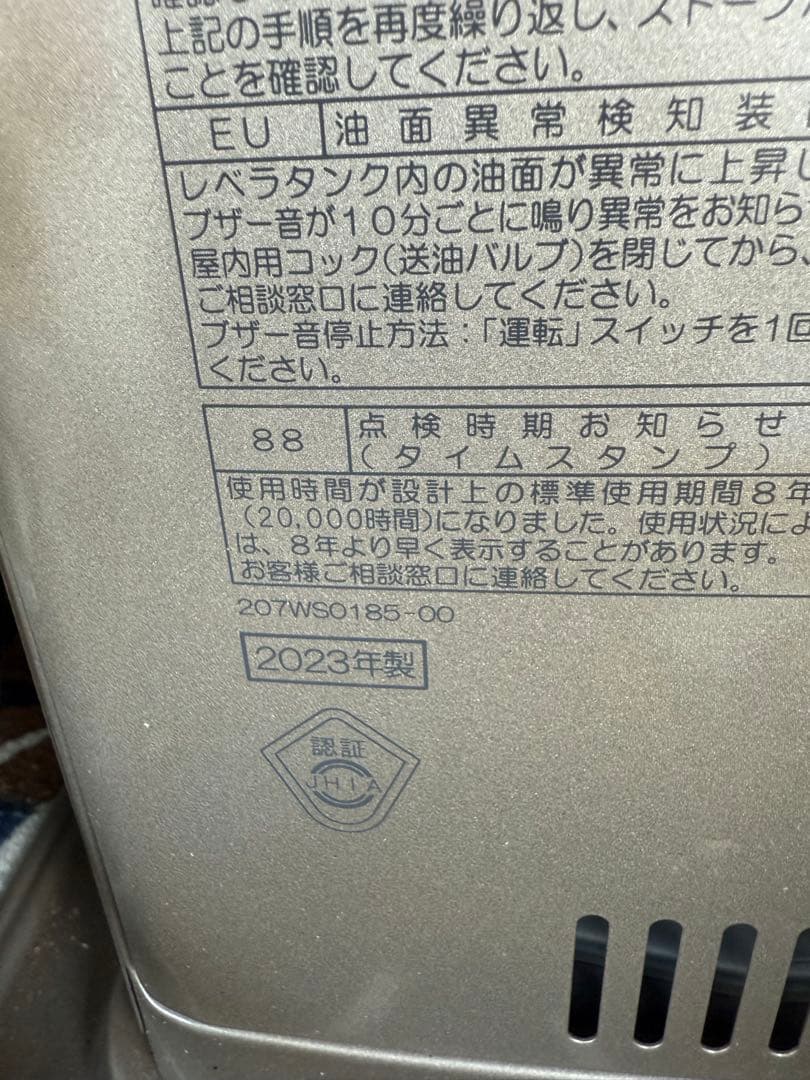 上記の手順を再度繰り返し、ストーブ
ことを確認してください。
EU 油面異常検知装
レベラタンク内の油面が異常に上昇し
ブザー音が10分ごとに鳴り異常をお知ら
屋内用コック(送油バルブ)を閉じてから、
ご相談窓口に連絡してください。
ブザー音停止方法:「運転」スイッチを1回
ください。
88 点検時期お知らせ
(タイムスタンプ)
使用時間が設計上の標準使用期間8年
(20,000時間)になりました。使用状況によ
は、8年より早く表示することがあります。
お客様ご相談窓口に連絡してください。
207WS0185-00
2023年製
認証
JHIA